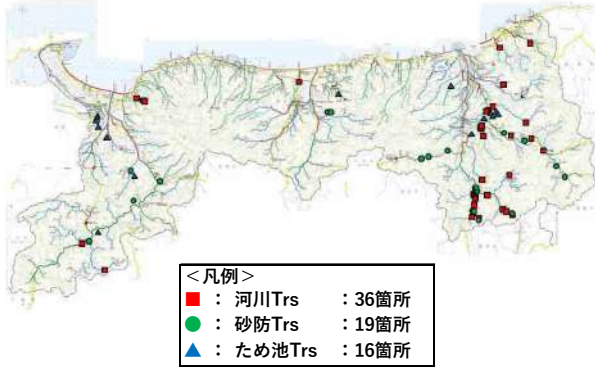 ＜凡例＞
■ ： 河川Trs ：36箇所
● ： 砂防Trs ：19箇所
▲ ： ため池Trs ：16箇所